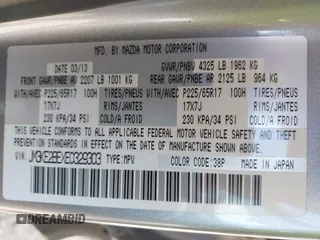 MFD. BY MAZDA MOTOR CORPORATION
DATE 03/13 GVWR/PNBV 4325 LB 1962 KG
FRONT GAWR/PNBE AV 2207 LB 1001 KG REAR GAWR/PNBE AR 2125 LB 964 KG
WITH/AVEC P225/65R17 100H TIRES/PNEUS WITH/AVEC P225/65R17 100H TIRES/PNEUS
17X7J RIMS/JANTES 17X7J RIMS/JANTES
230 KPA/34 PSI COLD/A FROID 230 KPA/34 PSI COLD/A FROID
THIS VEHICLE CONFORMS TO ALL APPLICABLE FEDERAL MOTOR VEHICLE
SAFETY, BUMPER, AND THEFT PREVENTION STANDARDS IN EFFECT
ON THE DATE OF MANUFACTURE SHOWN ABOVE.
TYPE:MPV COLOR CODE:38P MADE IN JAPAN
DREAMBID